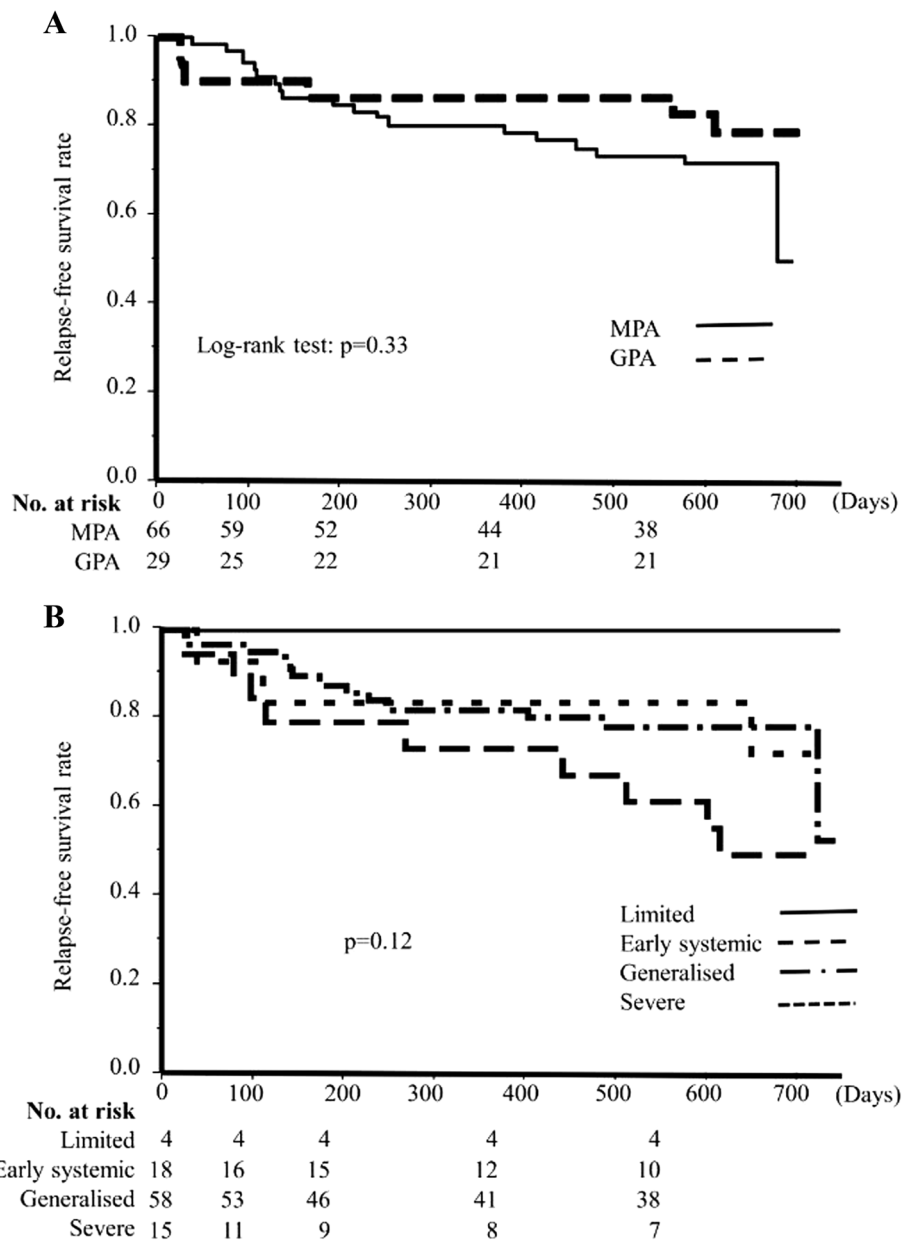 A
1.0
0.8
0.6
0.4
0.2
0.0
Relapse-free survival rate
Log-rank test: p=0.33
MPA
GPA
0 100 200 300 400 500 600 700 (Days)
No. at risk
MPA 66 59 52 44 38
GPA 29 25 22 21 21
B
1.0
0.8
0.6
0.4
0.2
0.0
Relapse-free survival rate
p=0.12
Limited
Early systemic
Generalised
Severe
0 100 200 300 400 500 600 700 (Days)
No. at risk
Limited 4 4 4 4 4
Early systemic 18 16 15 12 10
Generalised 58 53 46 41 38
Severe 15 11 9 8 7